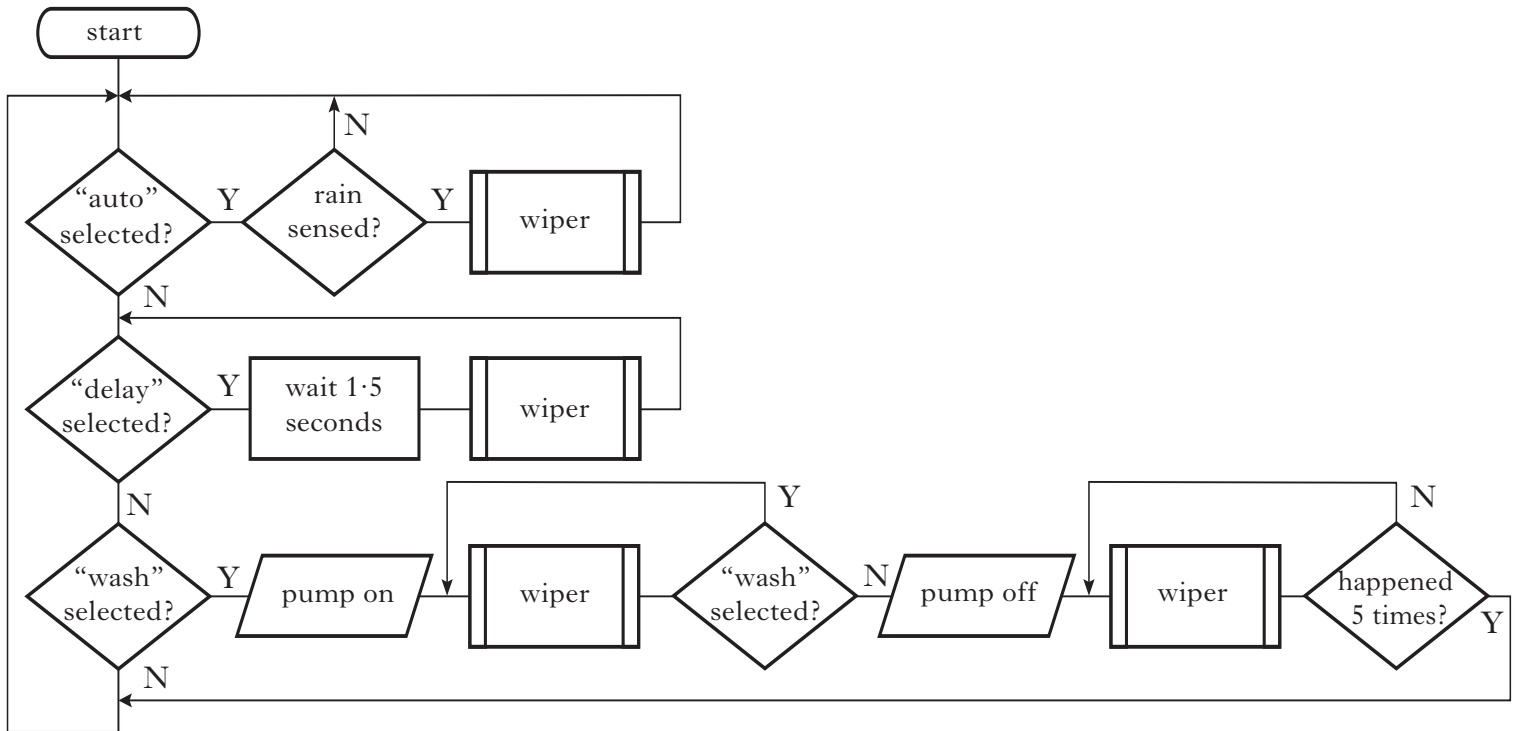 start
N
“auto”
selected?
Y
rain
sensed?
Y
wiper
N
“delay”
selected?
Y
wait 1·5
seconds
wiper
N
Y
N
“wash”
selected?
Y
pump on
wiper
“wash”
selected?
N
pump off
wiper
happened
5 times?
Y
N